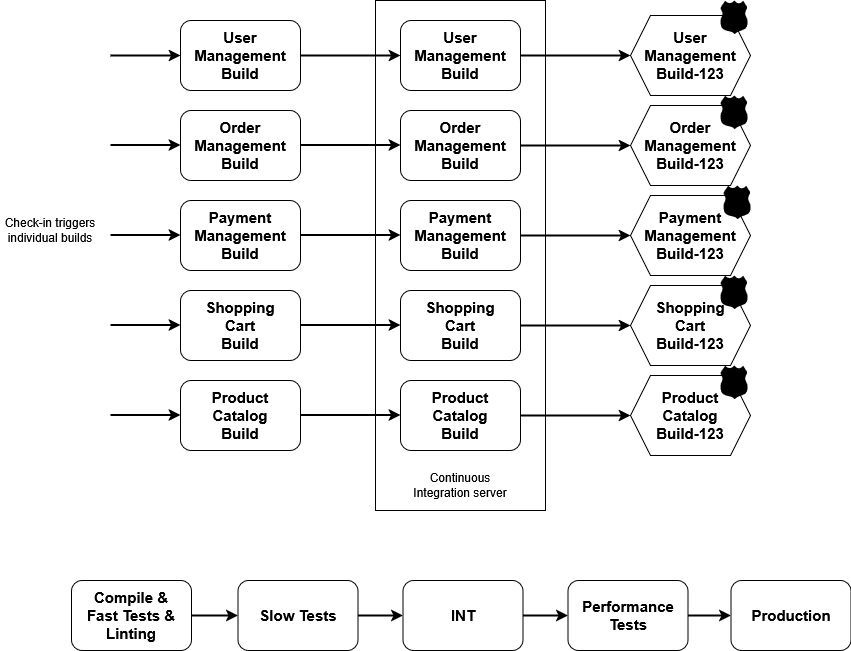 User
Management
Build
User
Management
Build
User
Management
Build-123
Order
Management
Build
Order
Management
Build
Order
Management
Build-123
Check-in triggers
individual builds
Payment
Management
Build
Payment
Management
Build
Payment
Management
Build-123
Shopping
Cart
Build
Shopping
Cart
Build
Shopping
Cart
Build-123
Product
Catalog
Build
Product
Catalog
Build
Product
Catalog
Build-123
Continuous
Integration server
Compile &
Fast Tests &
Linting
Slow Tests
INT
Performance
Tests
Production